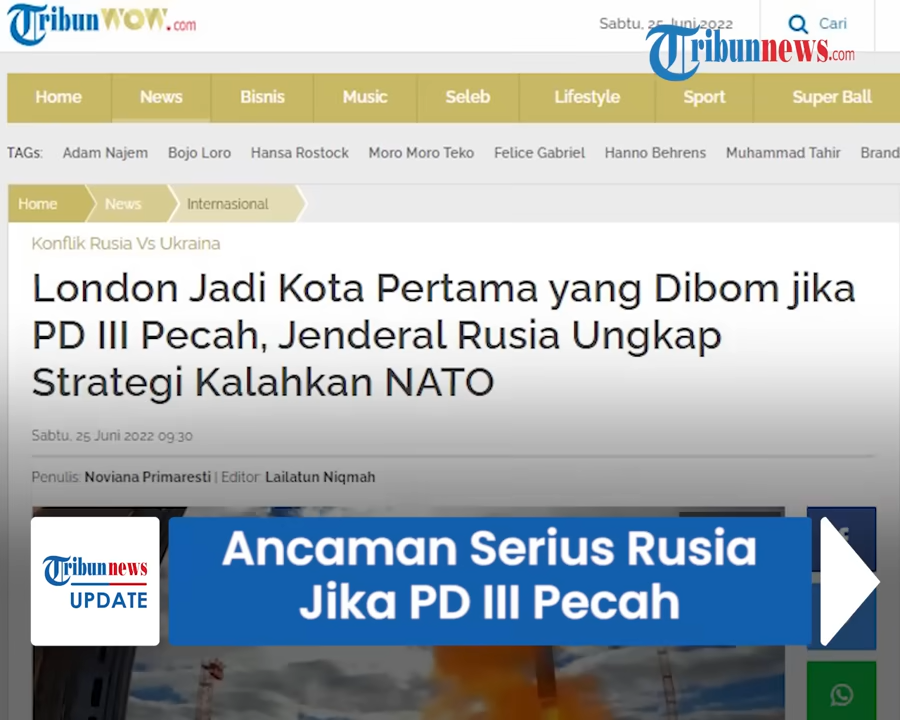 TribunWOW.com
Sabtu, 25 Juni 2022
Cari
Tribunnews.com
Home News Bisnis Music Seleb Lifestyle Sport Super Ball
TAGs: Adam Najem Bojo Loro Hansa Rostock Moro Moro Teko Felice Gabriel Hanno Behrens Muhammad Tahir Brand
Home News Internasional
Konflik Rusia Vs Ukraina
London Jadi Kota Pertama yang Dibom jika
PD III Pecah, Jenderal Rusia Ungkap
Strategi Kalahkan NATO
Sabtu, 25 Juni 2022 09:30
Penulis: Noviana Primaresti | Editor: Lailatun Niqmah
Tribunnews
UPDATE
Ancaman Serius Rusia
Jika PD III Pecah